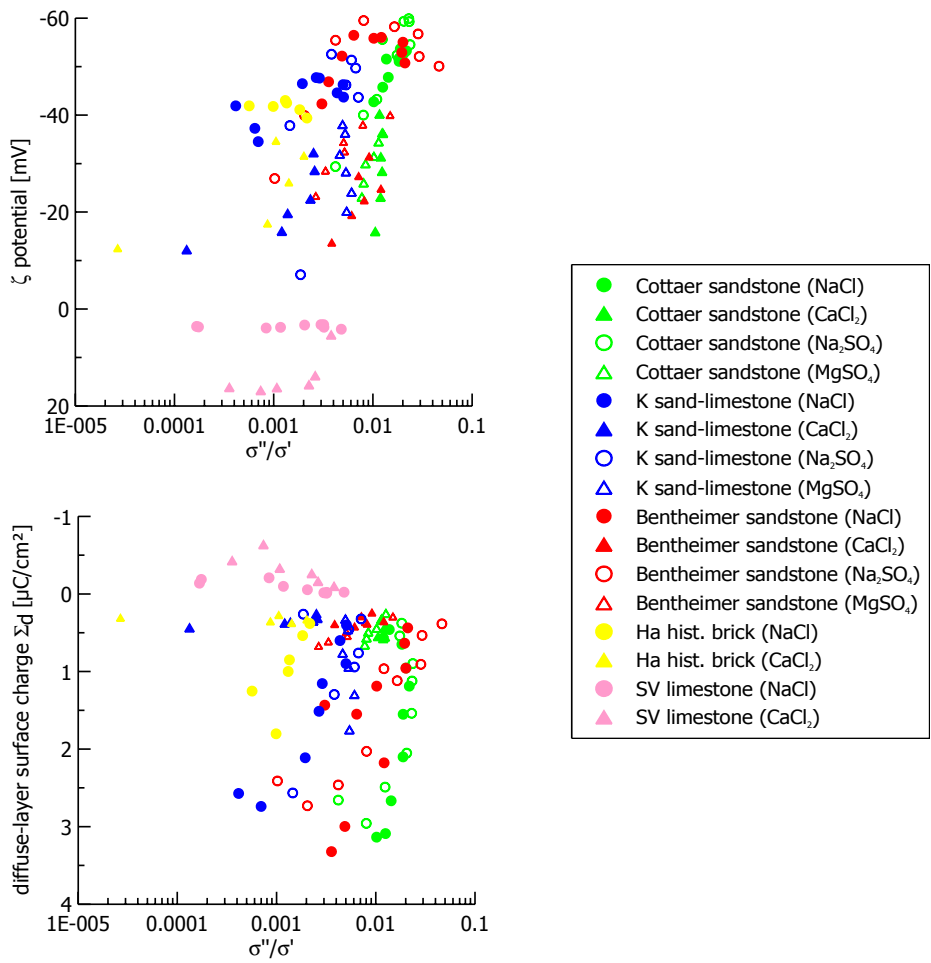 -60
-40
-20
0
20
ζ potential [mV]
1E-005 0.0001 0.001 0.01 0.1
σ''/σ'
Cottaer sandstone (NaCl)
Cottaer sandstone (CaCl₂)
Cottaer sandstone (Na₂SO₄)
Cottaer sandstone (MgSO₄)
K sand-limestone (NaCl)
K sand-limestone (CaCl₂)
K sand-limestone (Na₂SO₄)
K sand-limestone (MgSO₄)
Bentheimer sandstone (NaCl)
Bentheimer sandstone (CaCl₂)
Bentheimer sandstone (Na₂SO₄)
Bentheimer sandstone (MgSO₄)
Ha hist. brick (NaCl)
Ha hist. brick (CaCl₂)
SV limestone (NaCl)
SV limestone (CaCl₂)
-1
0
1
2
3
4
diffuse-layer surface charge Σd [μC/cm²]
1E-005 0.0001 0.001 0.01 0.1
σ''/σ'